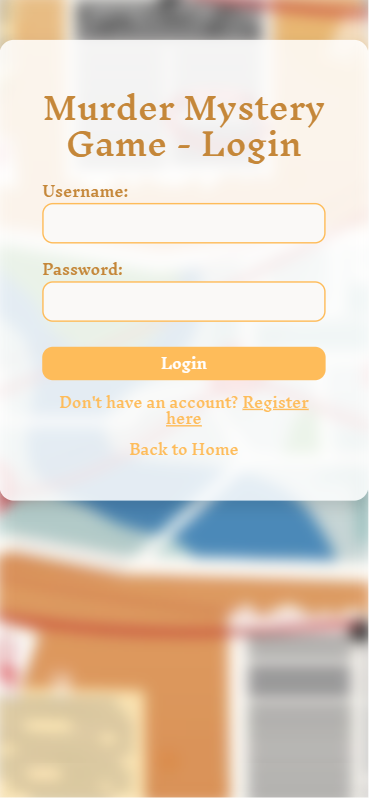 Murder Mystery
Game - Login
Username:
Password:
Login
Don't have an account? Register
here
Back to Home